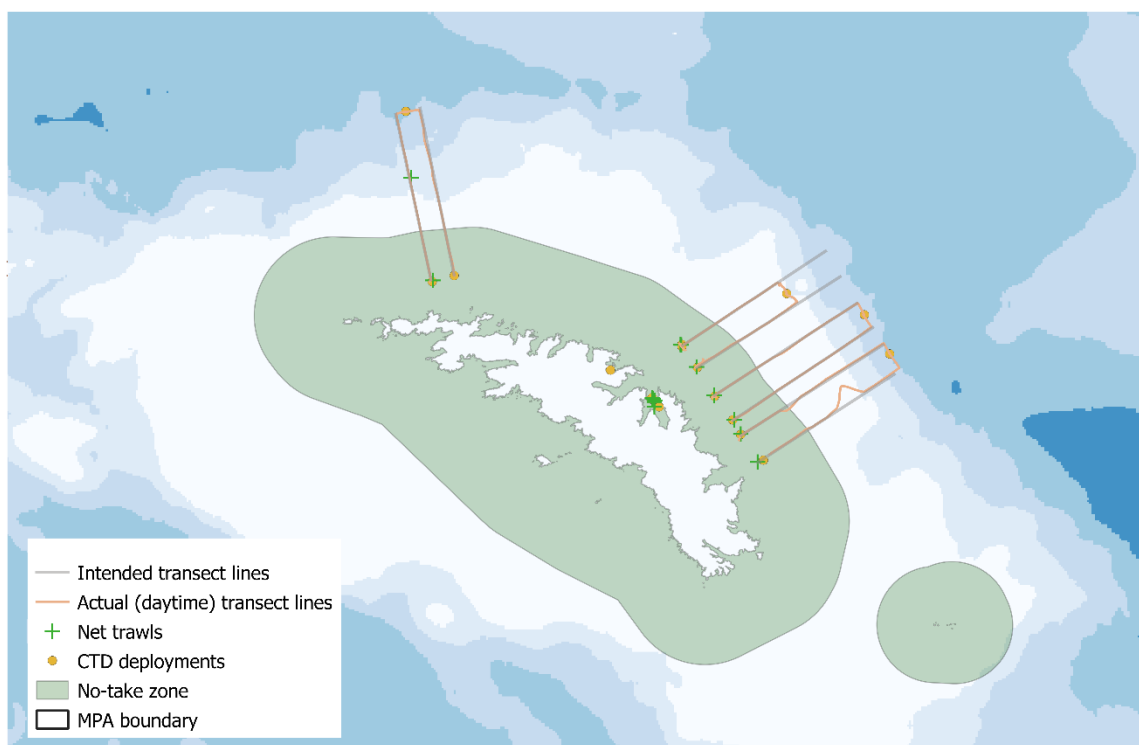 Intended transect lines
Actual (daytime) transect lines
Net trawls
CTD deployments
No-take zone
MPA boundary